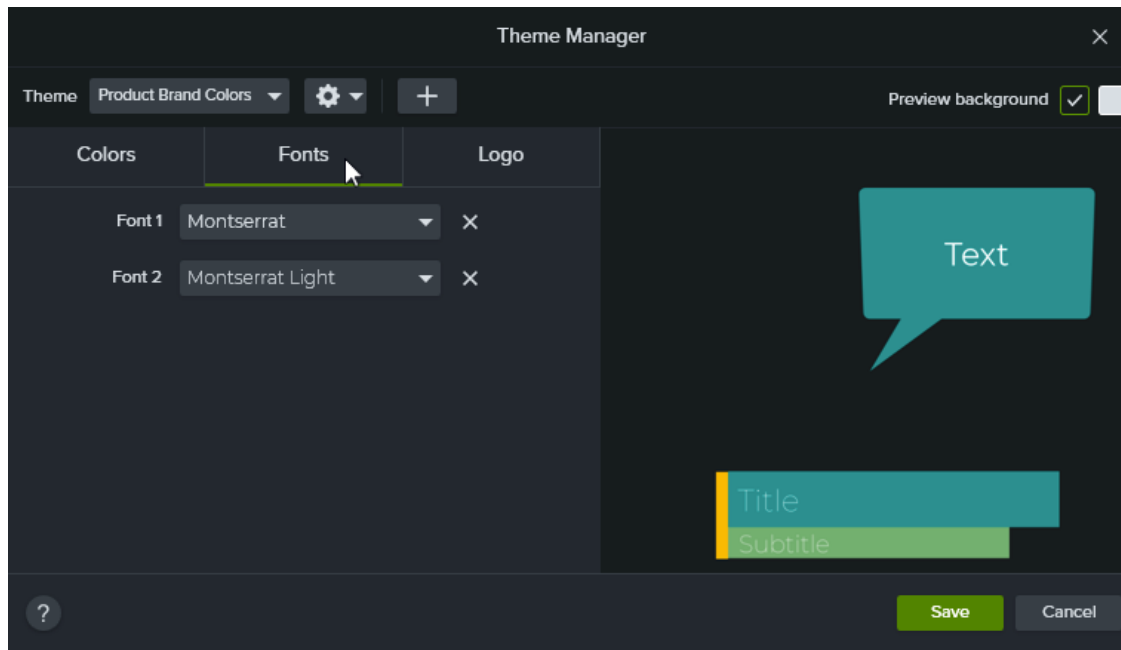 Theme Manager
Theme Product Brand Colors
Preview background
Colors Fonts Logo
Font 1 Montserrat
Font 2 Montserrat Light
Text
Title
Subtitle
? Save Cancel